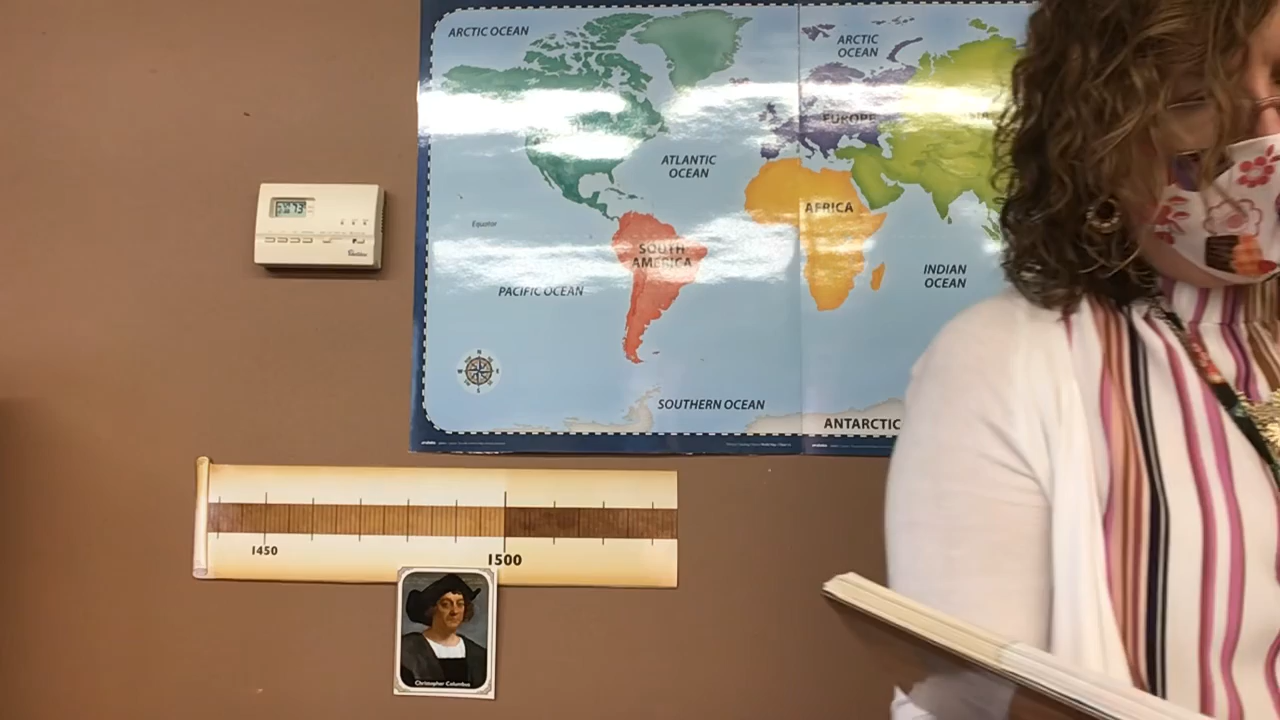 ARCTIC OCEAN
ARCTIC
OCEAN
EUROPE
ATLANTIC
OCEAN
AFRICA
Equator
SOUTH
AMERICA
PACIFIC OCEAN
INDIAN
OCEAN
N
SOUTHERN OCEAN
ANTARCTIC
1450
1500
Christopher Columbus